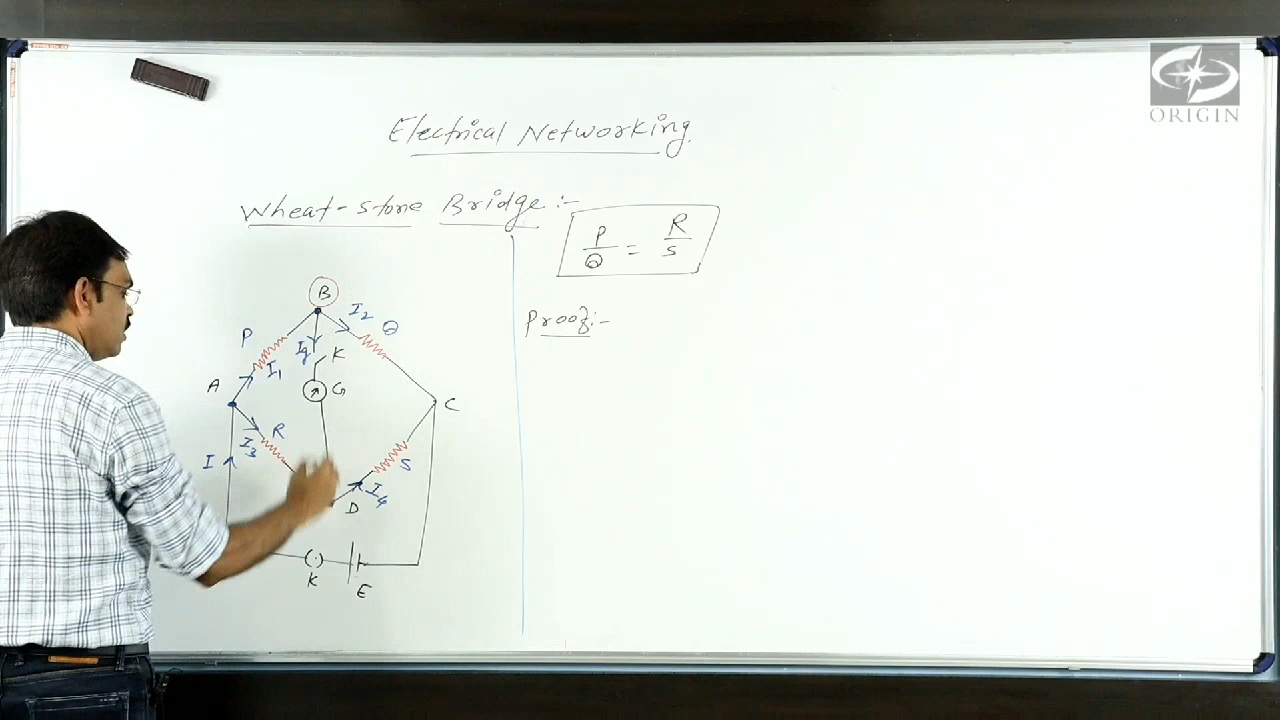 ORIGIN
Electrical Networking
Wheat-stone Bridge :-
P/Q = R/S
Proof:-
B
I2
Q
P
Ig
K
I1
A
G
C
R
I3
I
S
I4
D
K
E